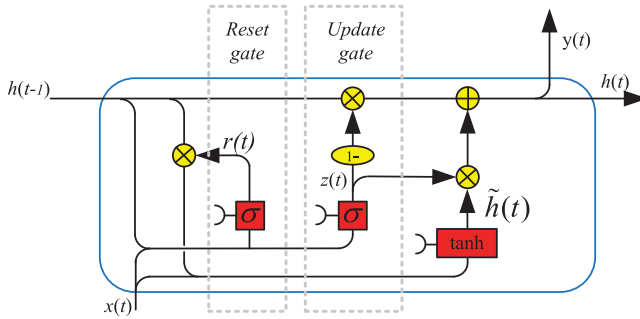 Reset gate
Update gate
y(t)
h(t-1)
h(t)
r(t)
1-
z(t)
h̃(t)
σ
σ
tanh
x(t)